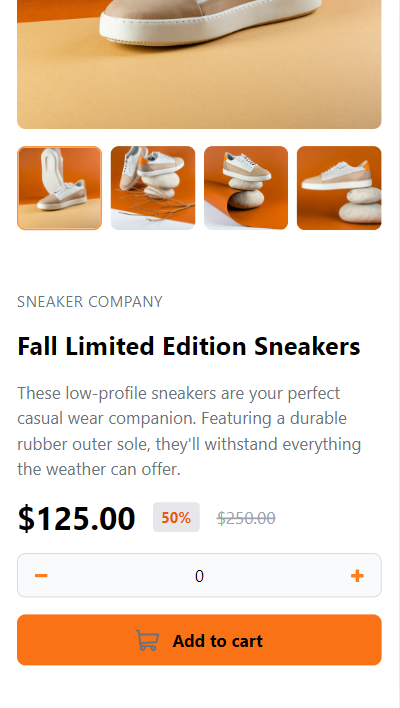 SNEAKER COMPANY
Fall Limited Edition Sneakers
These low-profile sneakers are your perfect
casual wear companion. Featuring a durable
rubber outer sole, they'll withstand everything
the weather can offer.
$125.00 50% $250.00
0
Add to cart